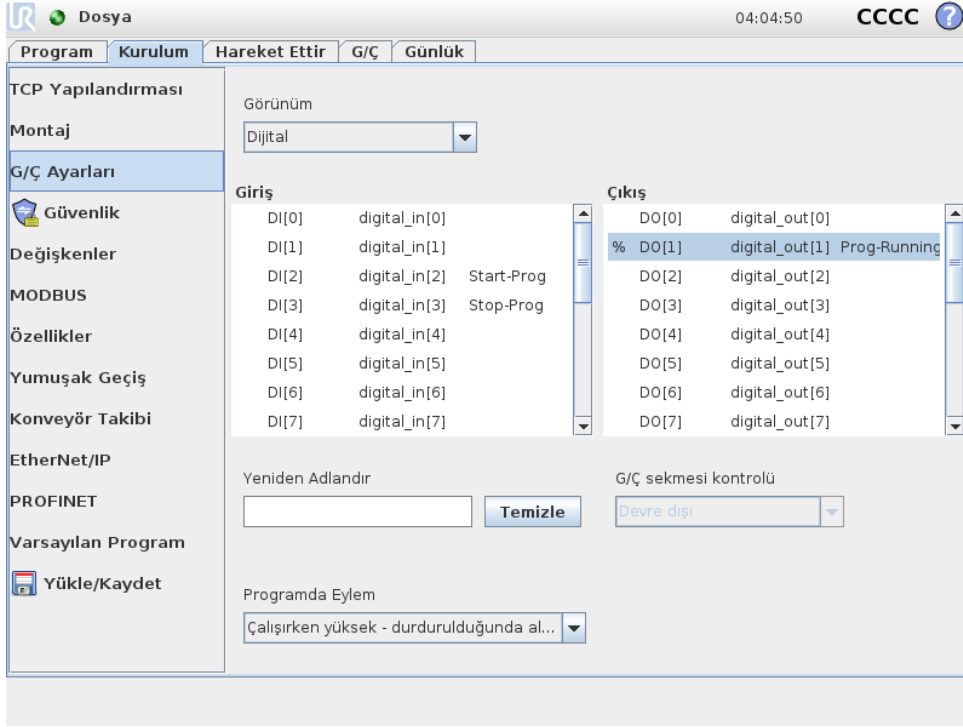 UR Dosya 04:04:50 CCCC ?
Program Kurulum Hareket Ettir G/Ç Günlük
TCP Yapılandırması
Montaj
G/Ç Ayarları
Güvenlik
Değişkenler
MODBUS
Özellikler
Yumuşak Geçiş
Konveyör Takibi
EtherNet/IP
PROFINET
Varsayılan Program
Yükle/Kaydet
Görünüm
Dijital
Giriş
DI[0] digital_in[0]
DI[1] digital_in[1]
DI[2] digital_in[2] Start-Prog
DI[3] digital_in[3] Stop-Prog
DI[4] digital_in[4]
DI[5] digital_in[5]
DI[6] digital_in[6]
DI[7] digital_in[7]
Çıkış
DO[0] digital_out[0]
% DO[1] digital_out[1] Prog-Running
DO[2] digital_out[2]
DO[3] digital_out[3]
DO[4] digital_out[4]
DO[5] digital_out[5]
DO[6] digital_out[6]
DO[7] digital_out[7]
Yeniden Adlandır
Temizle
G/Ç sekmesi kontrolü
Devre dışı
Programda Eylem
Çalışırken yüksek - durdurulduğunda al...